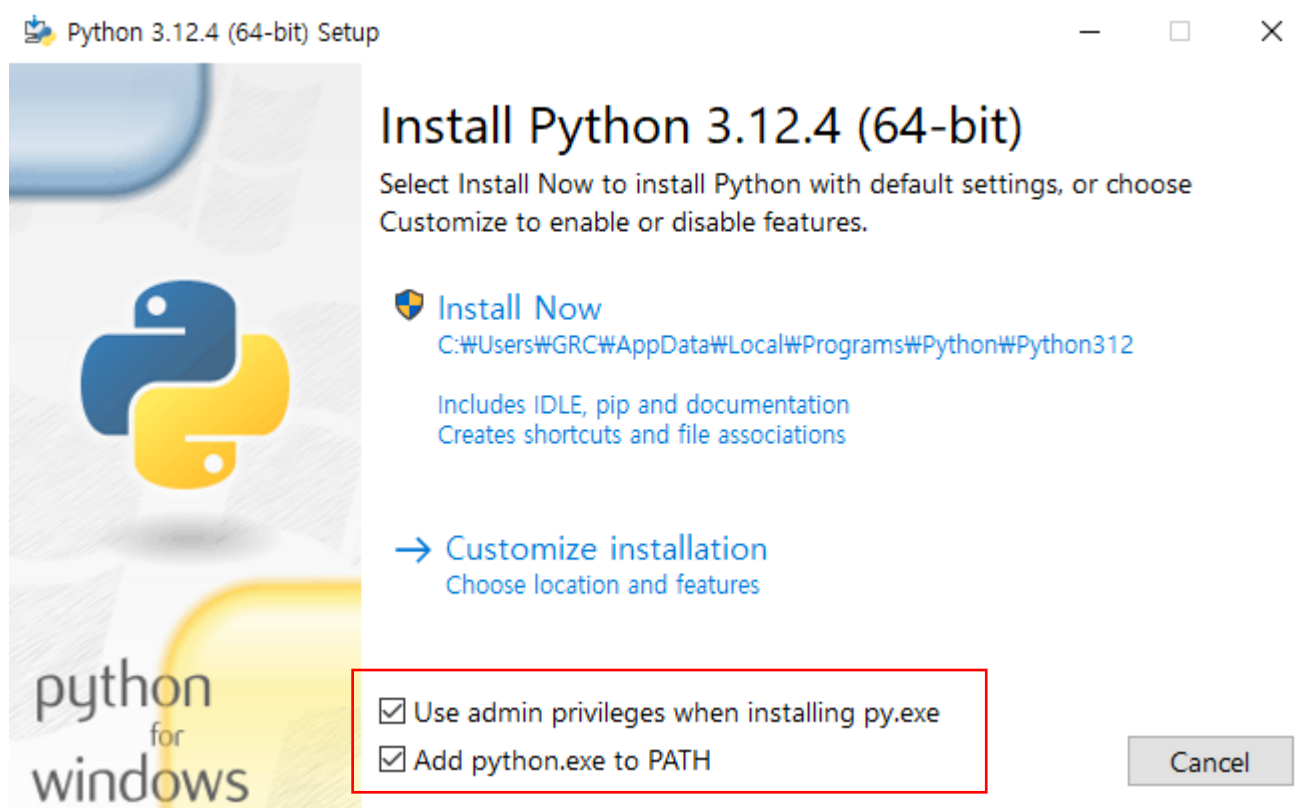 Python 3.12.4 (64-bit) Setup
Install Python 3.12.4 (64-bit)
Select Install Now to install Python with default settings, or choose
Customize to enable or disable features.
Install Now
C:₩Users₩GRC₩AppData₩Local₩Programs₩Python₩Python312
Includes IDLE, pip and documentation
Creates shortcuts and file associations
Customize installation
Choose location and features
python
for
windows
Use admin privileges when installing py.exe
Add python.exe to PATH
Cancel